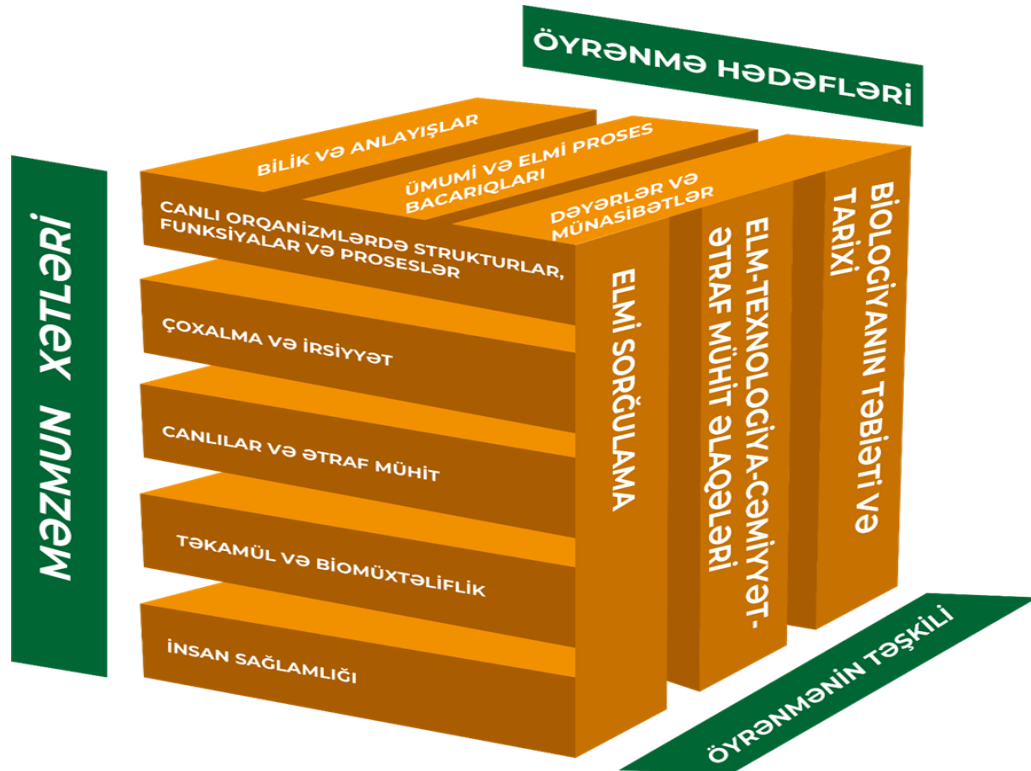 ÖYRƏNMƏ HƏDƏFLƏRİ
BİLİK VƏ ANLAYIŞLAR
ÜMUMİ VƏ ELMİ PROSES
BACARIQLARI
DƏYƏRLƏR VƏ
MÜNASİBƏTLƏR
MƏZMUN XƏTLƏRİ
CANLI ORQANİZMLƏRDƏ STRUKTURLAR,
FUNKSİYALAR VƏ PROSESLƏR
ÇOXALMA VƏ İRSİYYƏT
CANLILAR VƏ ƏTRAF MÜHİT
TƏKAMÜL VƏ BİOMÜXTƏLİFLİK
İNSAN SAĞLAMLIĞI
ELMİ SORĞULAMA
ELM-TEXNOLOGİYA-CƏMİYYƏT-
ƏTRAF MÜHİT ƏLAQƏLƏRİ
BİOLOGİYANIN TƏBİƏTİ VƏ
TARİXİ
ÖYRƏNMƏNİN TƏŞKİLİ